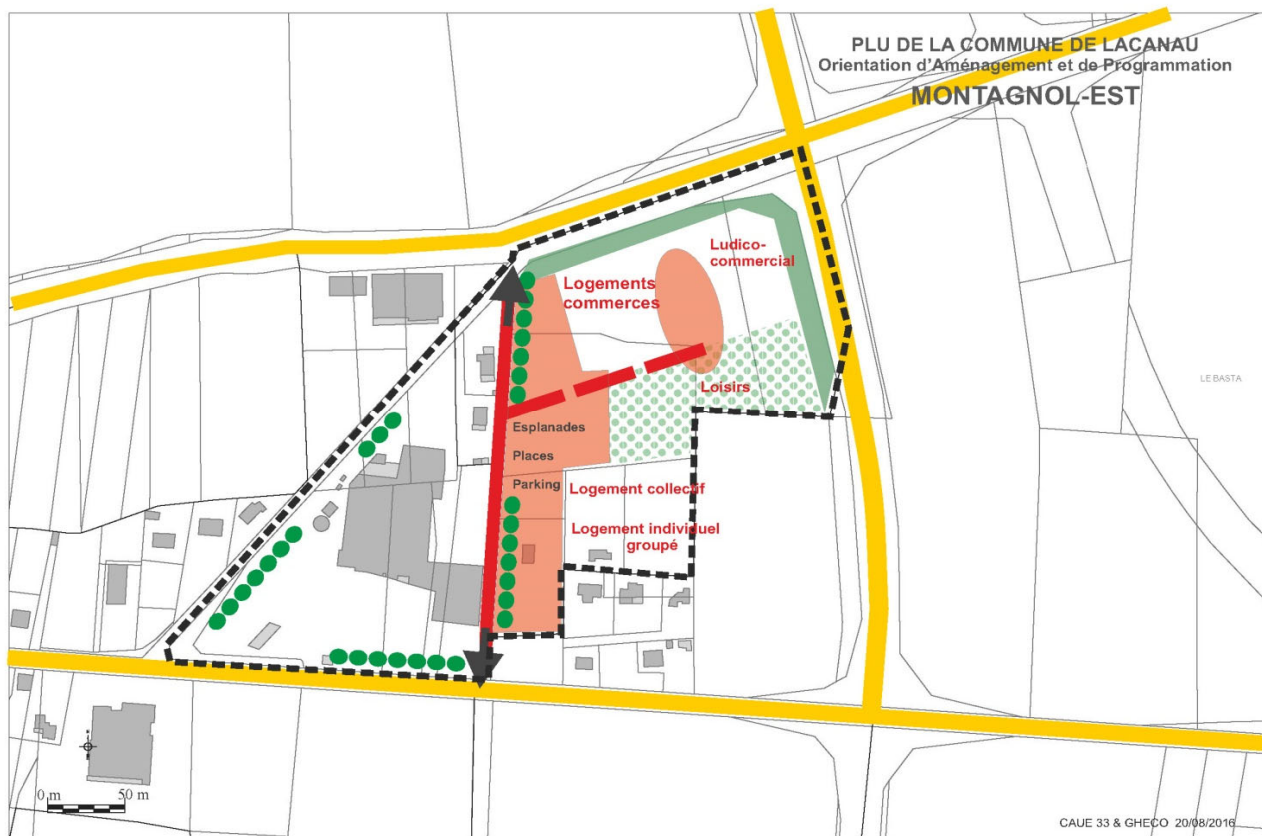 PLU DE LA COMMUNE DE LACANAU
Orientation d'Aménagement et de Programmation
MONTAGNOL-EST
Ludico-
commercial
Logements
commerces
LE BASTA
Loisirs
Esplanades
Places
Parking
Logement collectif
Logement individuel
groupé
0 m 50 m
CAUE 33 & GHECO 20/08/2016